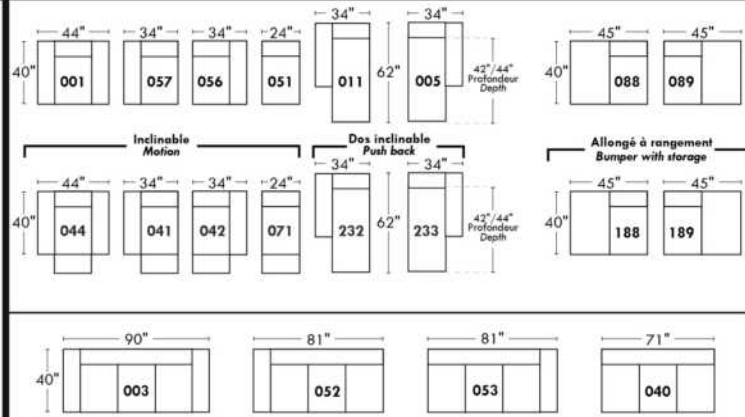 44" 34" 34" 24" 34" 34" 45" 45"
40" 001 057 056 051 011 62" 005 42"/44" 40" 088 089
Profondeur
Depth
Inclinable Dos inclinable Allongé à rangement
Motion Push back Bumper with storage
44" 34" 34" 24" 34" 34" 45" 45"
40" 044 041 042 071 232 62" 233 42"/44" 40" 188 189
Profondeur
Depth
90" 81" 81" 71"
40" 003 052 053 040